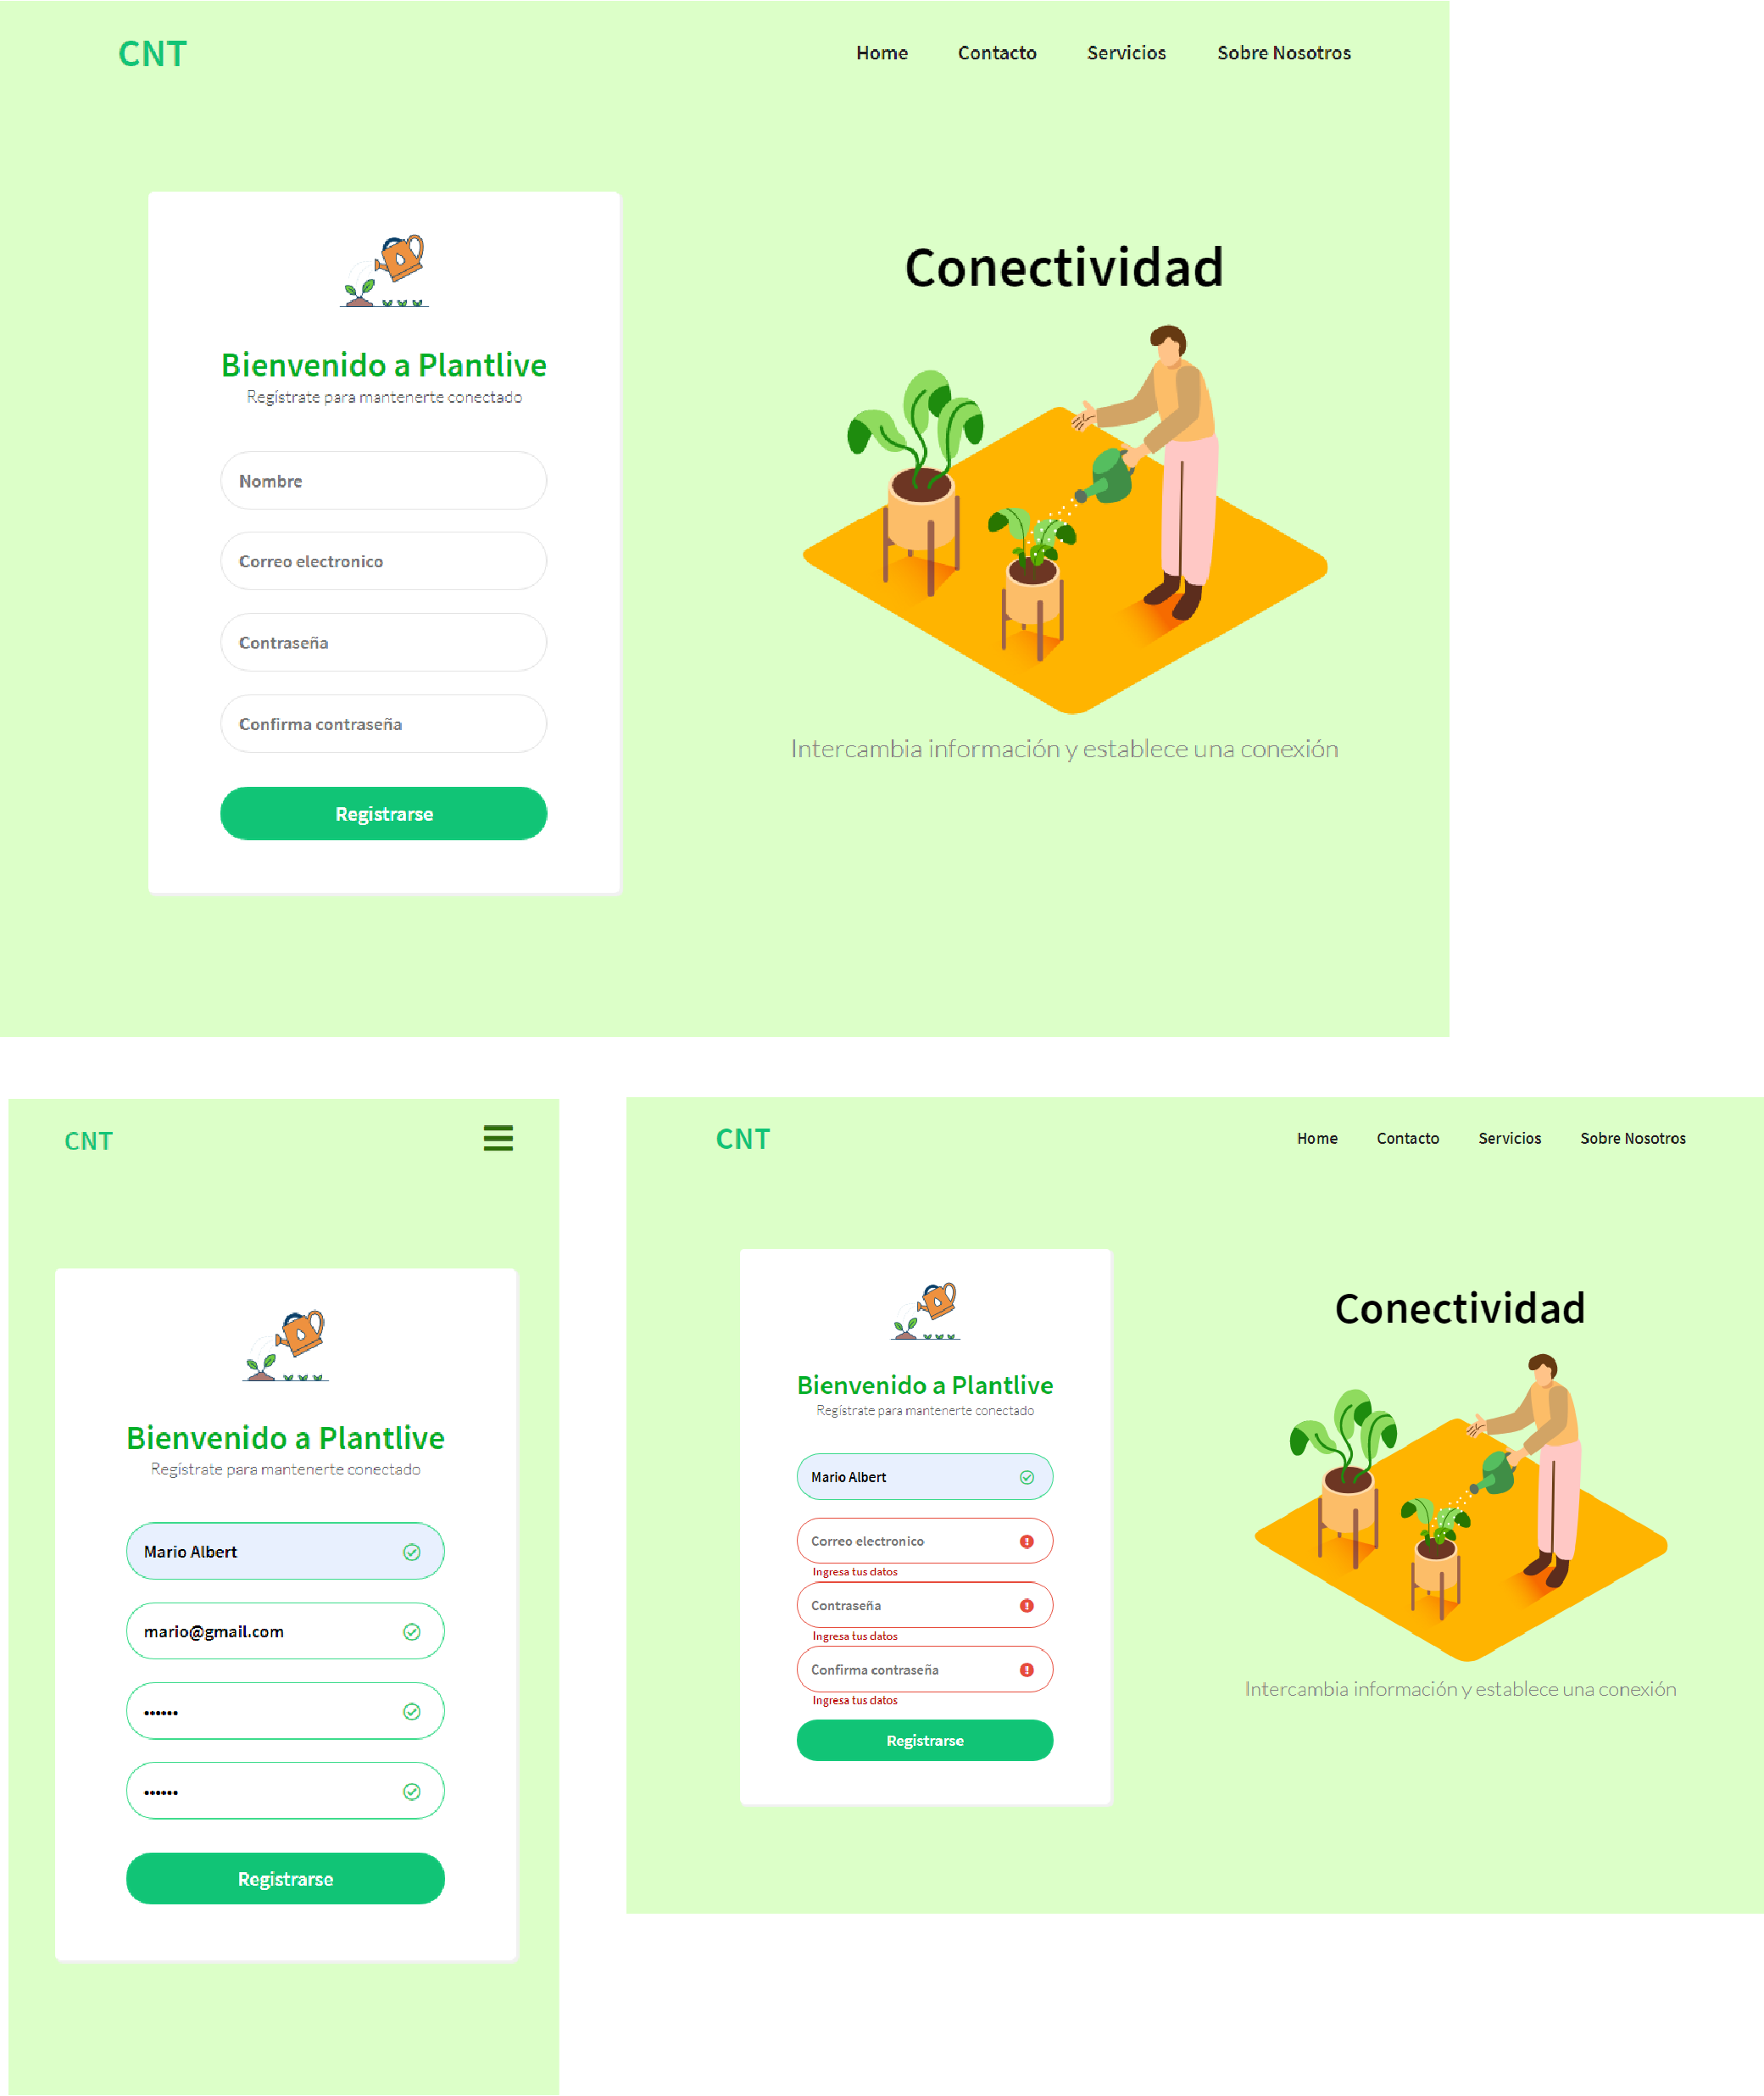 CNT
Home Contacto Servicios Sobre Nosotros
Bienvenido a Plantlive
Regístrate para mantenerte conectado
Nombre
Correo electronico
Contraseña
Confirma contraseña
Registrarse
Conectividad
Intercambia información y establece una conexión
CNT
Bienvenido a Plantlive
Regístrate para mantenerte conectado
Mario Albert
mario@gmail.com
••••••
••••••
Registrarse
CNT
Home Contacto Servicios Sobre Nosotros
Bienvenido a Plantlive
Regístrate para mantenerte conectado
Mario Albert
Correo electronico
Ingresa tus datos
Contraseña
Ingresa tus datos
Confirma contraseña
Ingresa tus datos
Registrarse
Conectividad
Intercambia información y establece una conexión